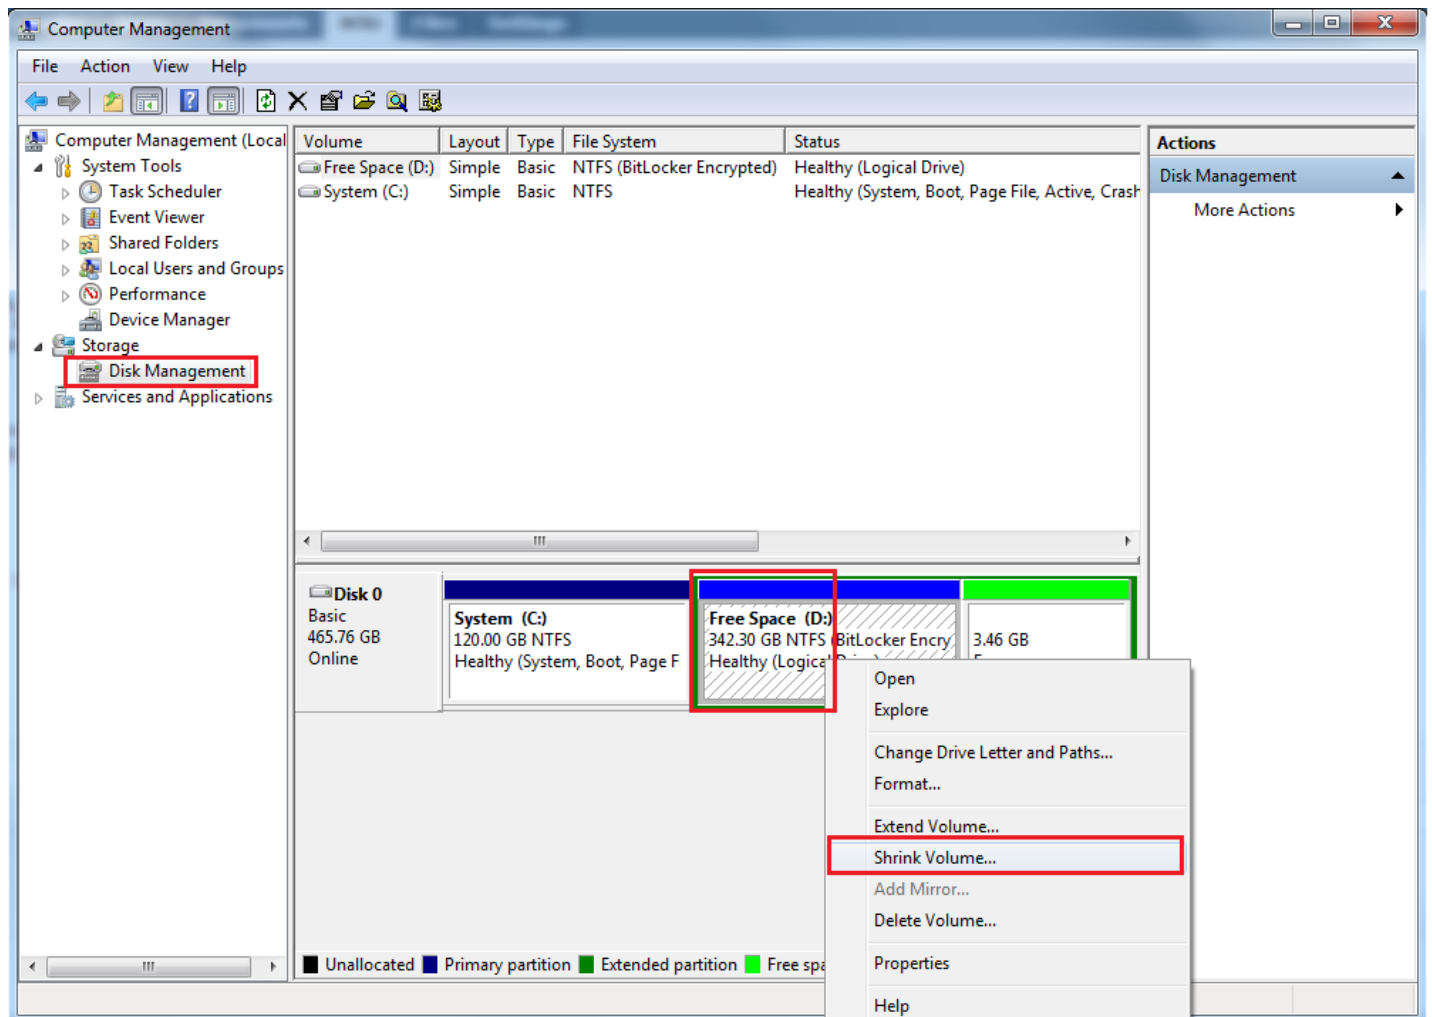 Computer Management
File Action View Help
Computer Management (Local
System Tools
Task Scheduler
Event Viewer
Shared Folders
Local Users and Groups
Performance
Device Manager
Storage
Disk Management
Services and Applications
Volume Layout Type File System Status
Free Space (D:) Simple Basic NTFS (BitLocker Encrypted) Healthy (Logical Drive)
System (C:) Simple Basic NTFS Healthy (System, Boot, Page File, Active, Crash
Actions
Disk Management
More Actions
Disk 0
Basic
465.76 GB
Online
System (C:)
120.00 GB NTFS
Healthy (System, Boot, Page F
Free Space (D:)
342.30 GB NTFS (BitLocker Encry
Healthy (Logical
3.46 GB
Open
Explore
Change Drive Letter and Paths...
Format...
Extend Volume...
Shrink Volume...
Add Mirror...
Delete Volume...
Properties
Help
Unallocated Primary partition Extended partition Free spa